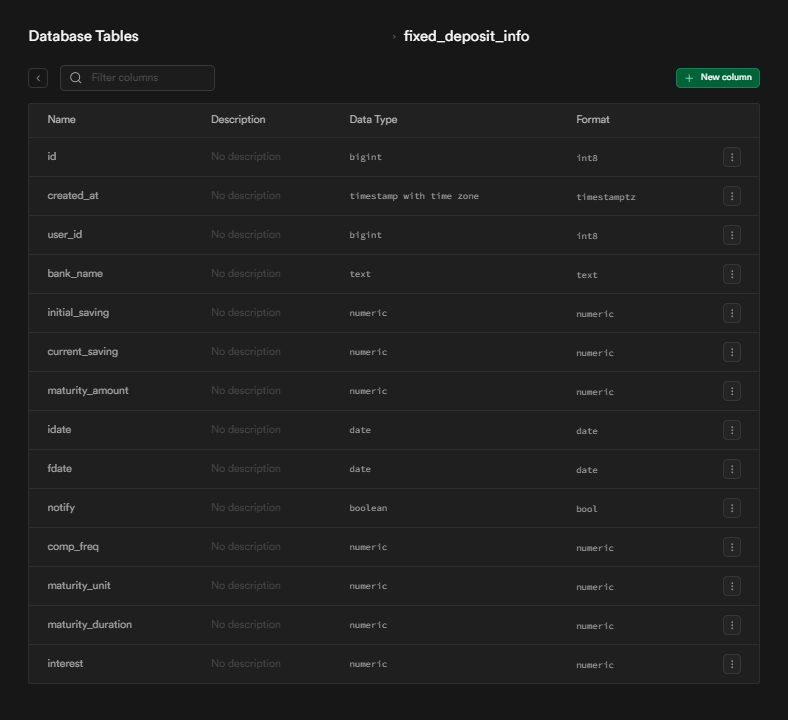 Database Tables › fixed_deposit_info
Filter columns New column
Name Description Data Type Format
id No description bigint int8
created_at No description timestamp with time zone timestamptz
user_id No description bigint int8
bank_name No description text text
initial_saving No description numeric numeric
current_saving No description numeric numeric
maturity_amount No description numeric numeric
idate No description date date
fdate No description date date
notify No description boolean bool
comp_freq No description numeric numeric
maturity_unit No description numeric numeric
maturity_duration No description numeric numeric
interest No description numeric numeric